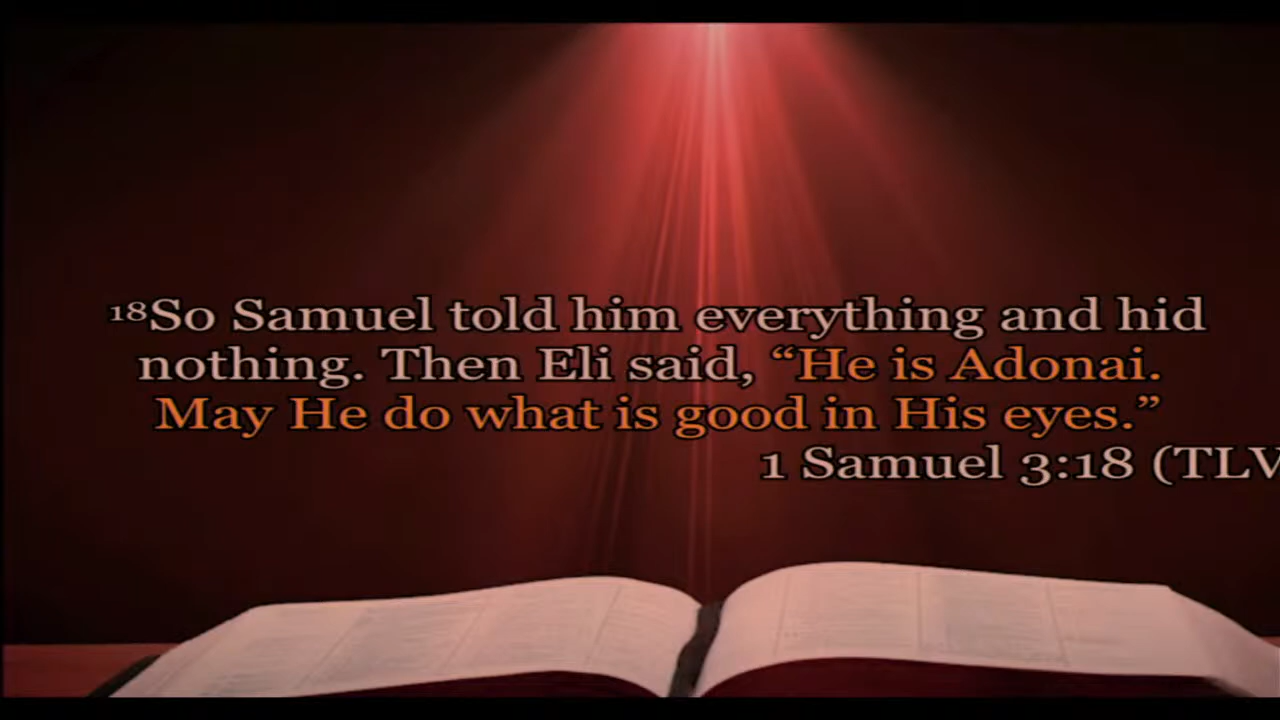 ¹⁸So Samuel told him everything and hid
nothing. Then Eli said, “He is Adonai.
May He do what is good in His eyes.”
1 Samuel 3:18 (TLV